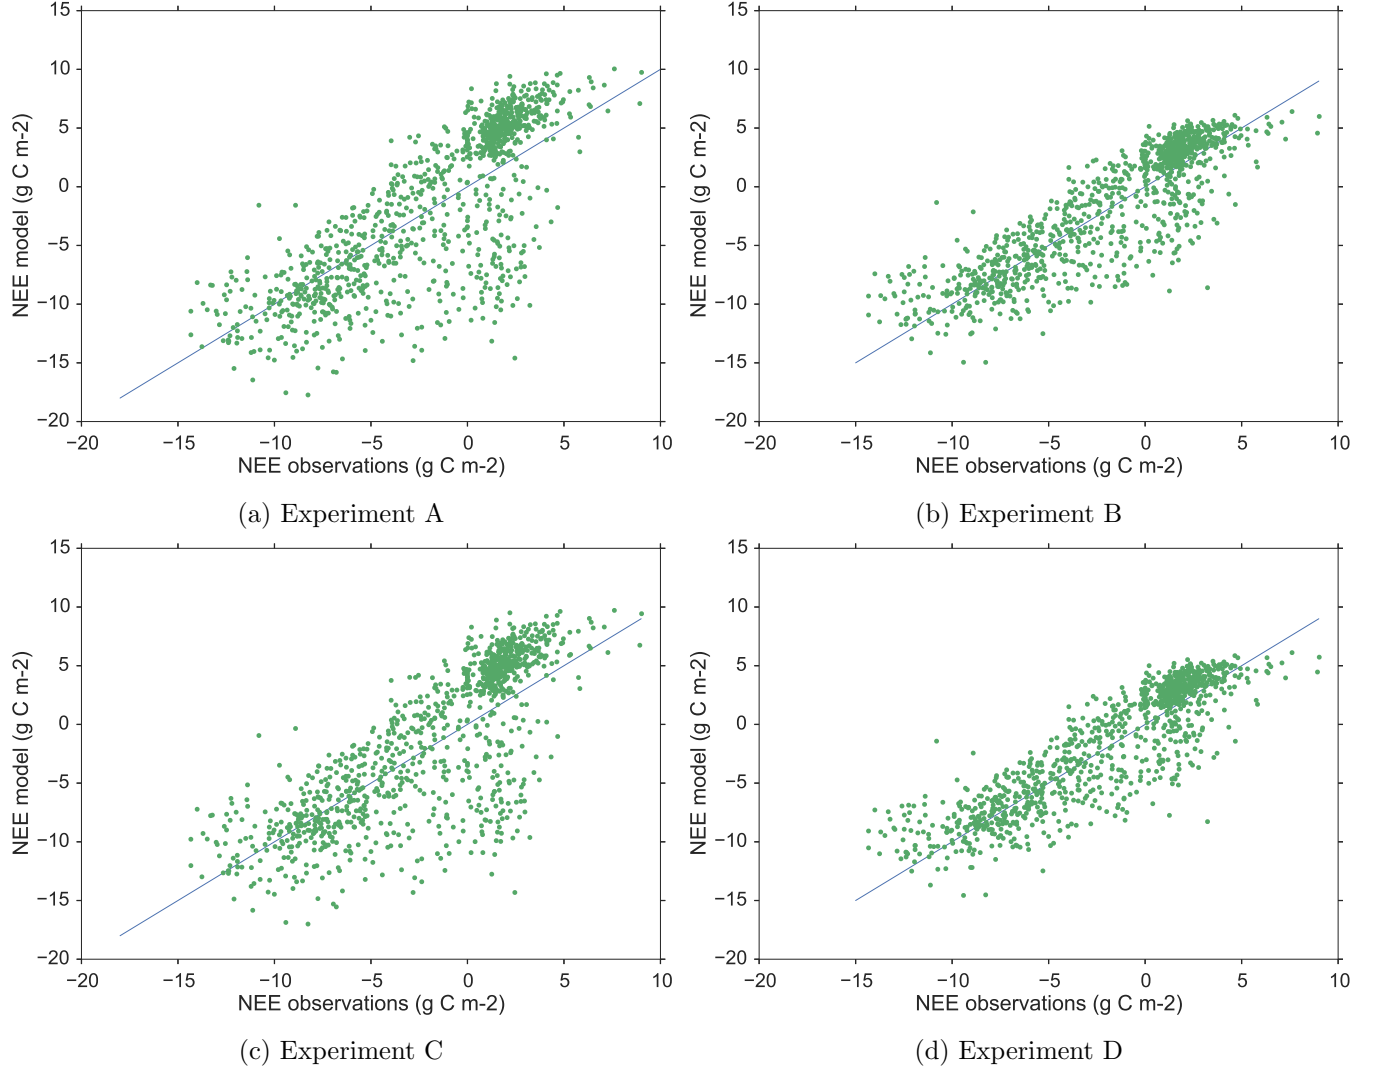 15
10
5
0
−5
−10
−15
−20
NEE model (g C m-2)
−20 −15 −10 −5 0 5 10
NEE observations (g C m-2)
(a) Experiment A
15
10
5
0
−5
−10
−15
−20
NEE model (g C m-2)
−20 −15 −10 −5 0 5 10
NEE observations (g C m-2)
(b) Experiment B
15
10
5
0
−5
−10
−15
−20
NEE model (g C m-2)
−20 −15 −10 −5 0 5 10
NEE observations (g C m-2)
(c) Experiment C
15
10
5
0
−5
−10
−15
−20
NEE model (g C m-2)
−20 −15 −10 −5 0 5 10
NEE observations (g C m-2)
(d) Experiment D